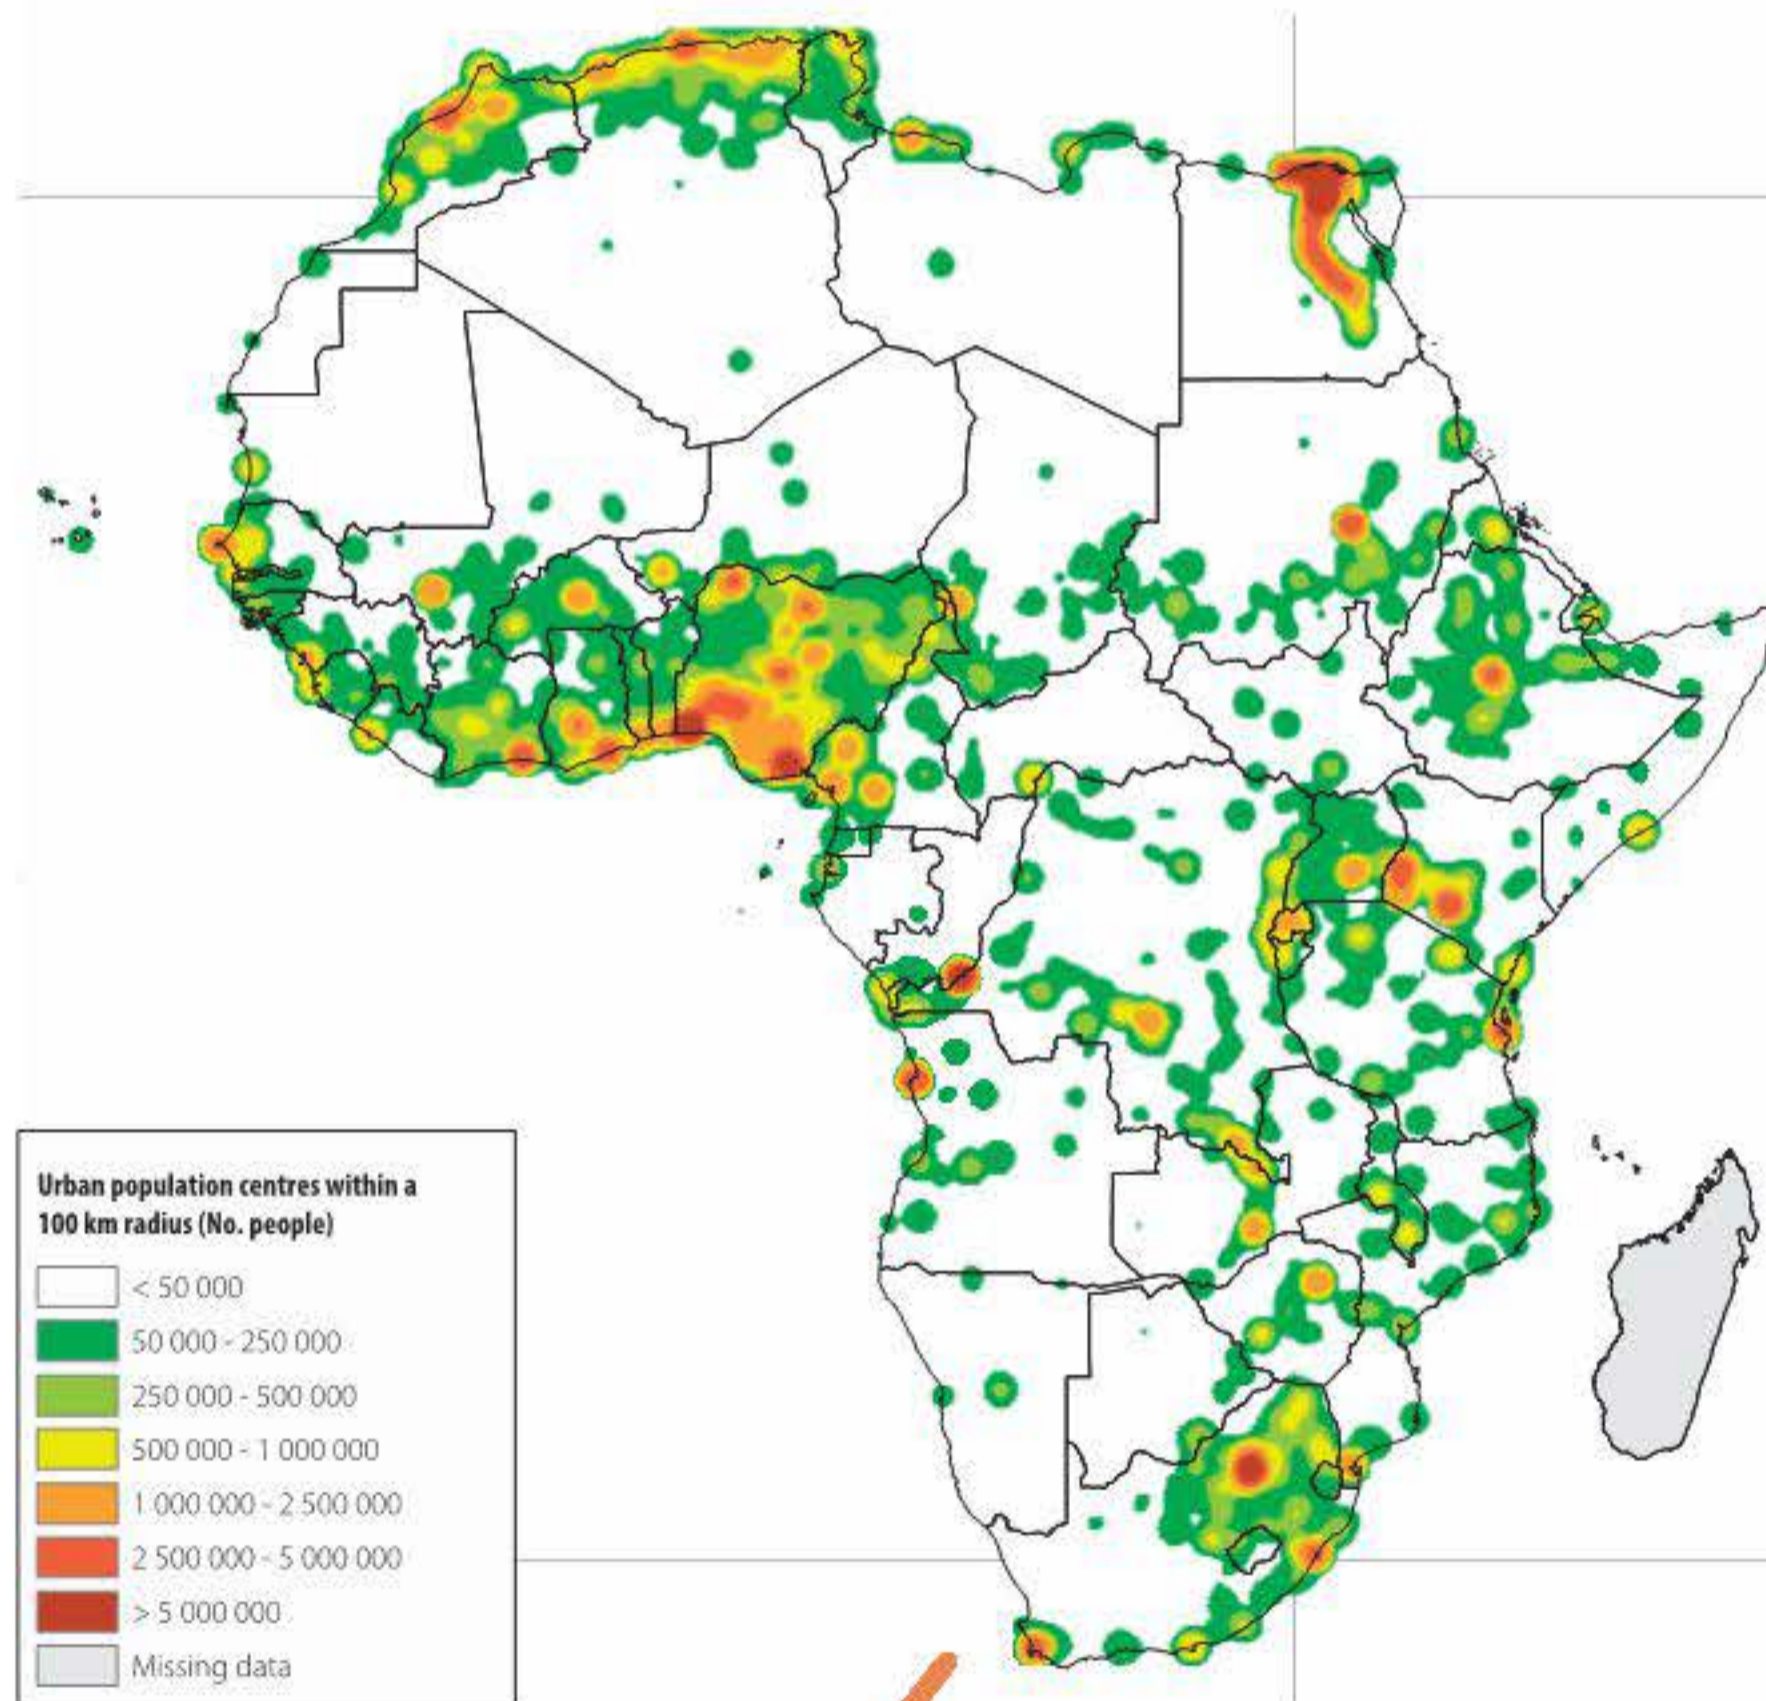 Urban population centres within a
100 km radius (No. people)
< 50 000
50 000 - 250 000
250 000 - 500 000
500 000 - 1 000 000
1 000 000 - 2 500 000
2 500 000 - 5 000 000
> 5 000 000
Missing data